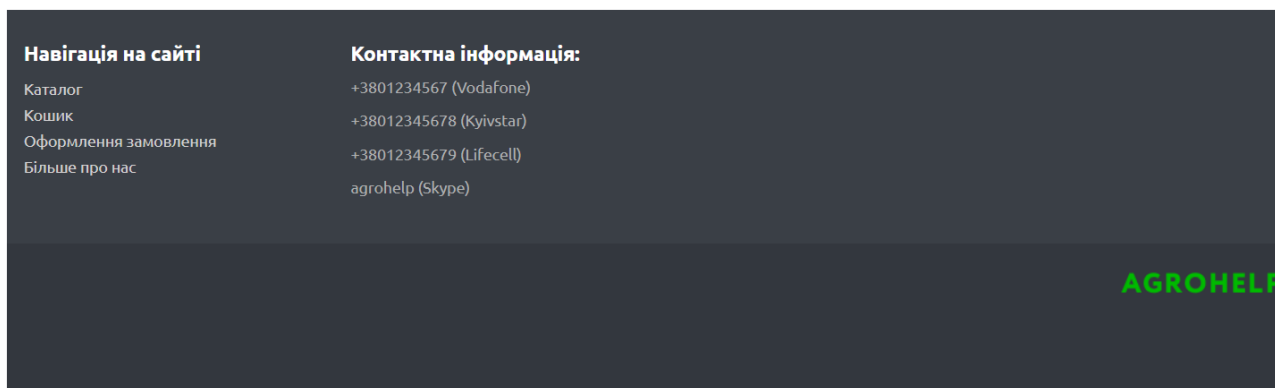 Навігація на сайті
Каталог
Кошик
Оформлення замовлення
Більше про нас
Контактна інформація:
+3801234567 (Vodafone)
+38012345678 (Kyivstar)
+38012345679 (Lifecell)
agrohelp (Skype)
AGROHELP